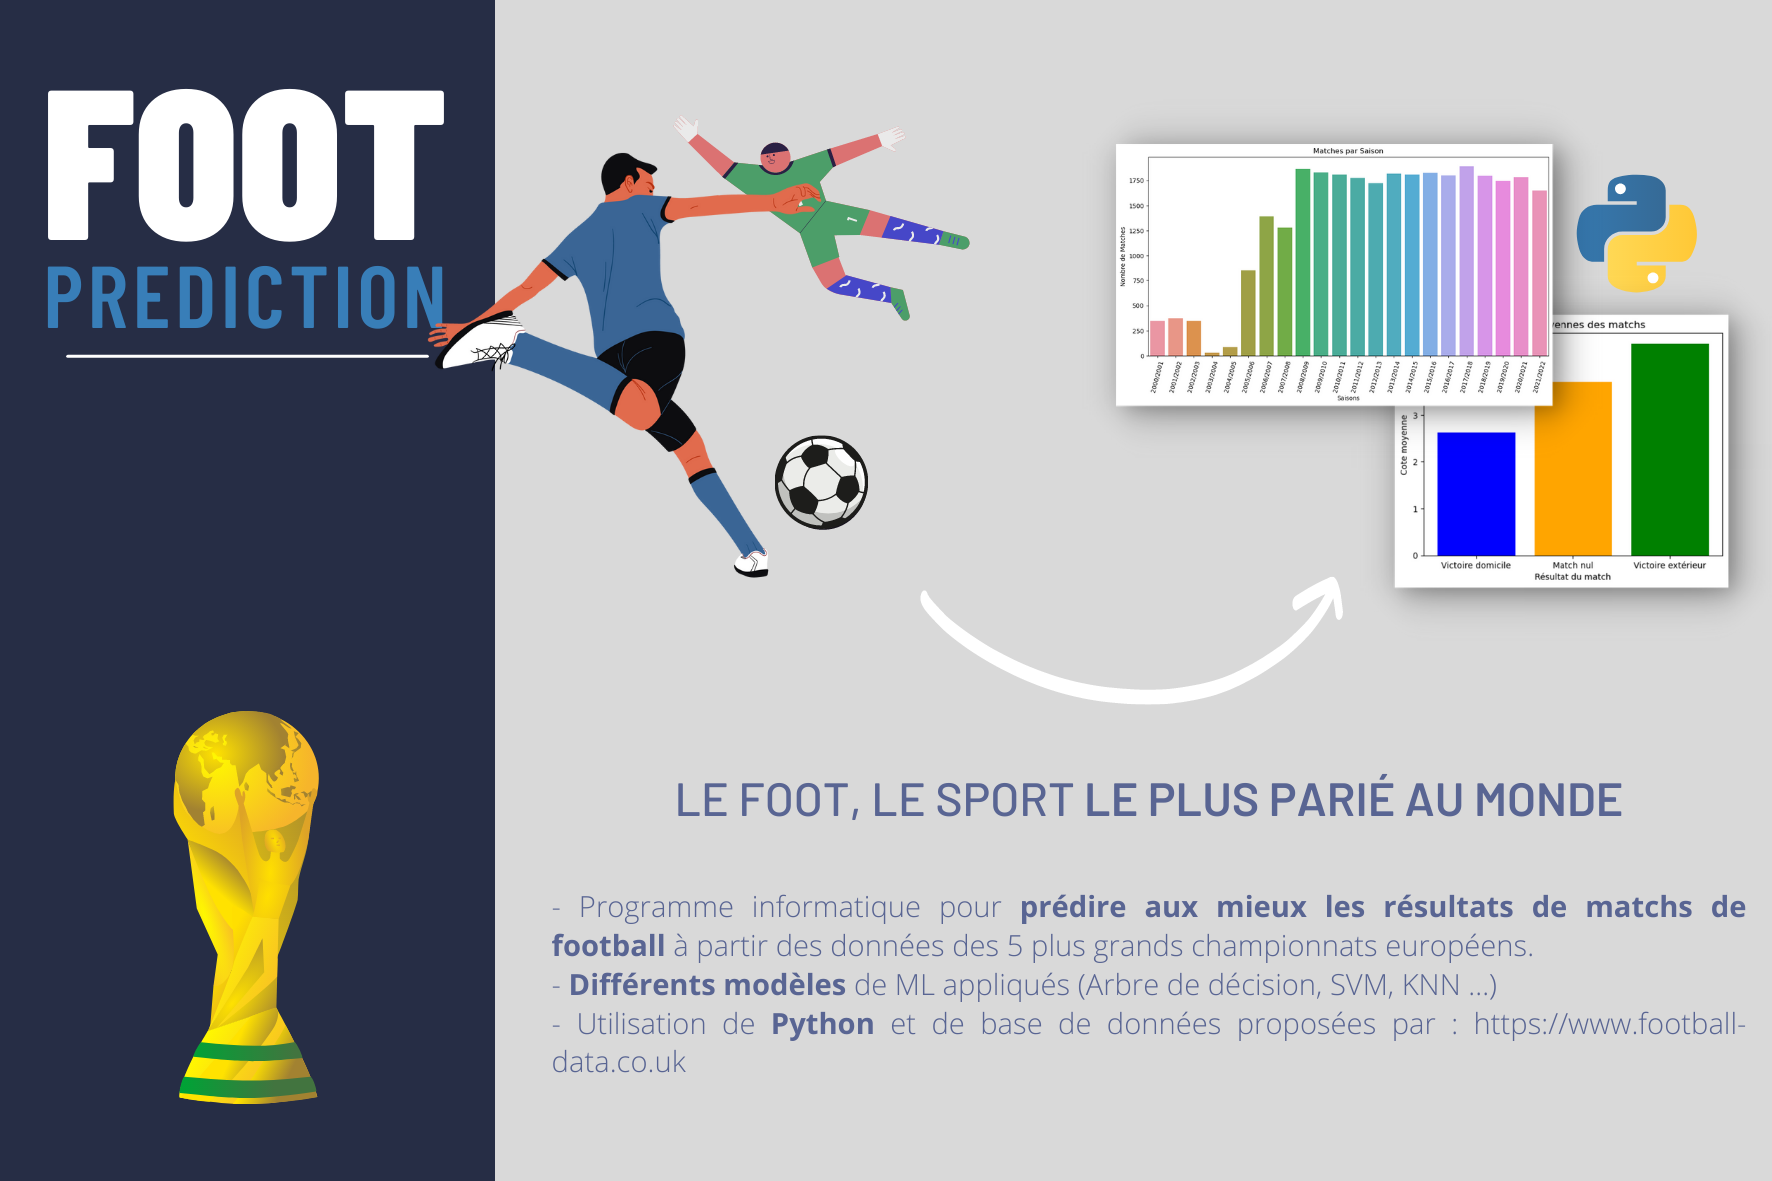 FOOT
PREDICTION
Matches par Saison
Nombre de Matches
1750
1500
1250
1000
750
500
250
0
2000/2001
2001/2002
2002/2003
2003/2004
2004/2005
2005/2006
2006/2007
2007/2008
2008/2009
2009/2010
2010/2011
2011/2012
2012/2013
2013/2014
2014/2015
2015/2016
2016/2017
2017/2018
2018/2019
2019/2020
2020/2021
2021/2022
Saisons
ennes des matchs
Cote moyenne
3
2
1
0
Victoire domicile
Match nul
Victoire extérieur
Résultat du match
1
LE FOOT, LE SPORT LE PLUS PARIÉ AU MONDE
- Programme informatique pour prédire aux mieux les résultats de matchs de
football à partir des données des 5 plus grands championnats européens.
- Différents modèles de ML appliqués (Arbre de décision, SVM, KNN ...)
- Utilisation de Python et de base de données proposées par : https://www.football-
data.co.uk